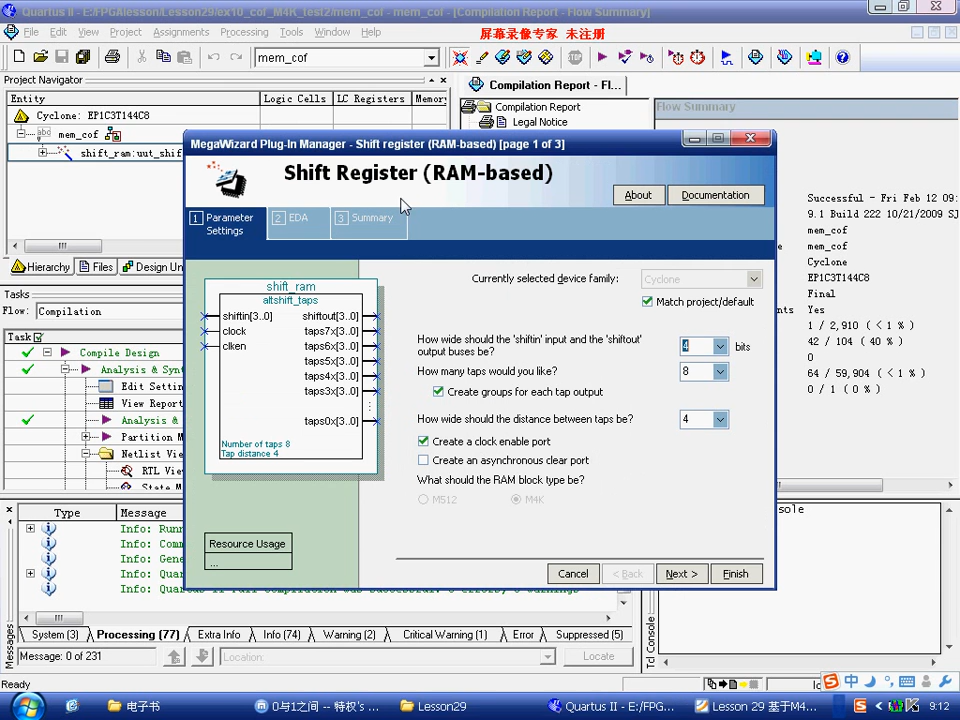 Quartus II - E:/FPGAlesson/Lesson29/ex10_cof_M4K_test2/mem_cof - mem_cof - [Compilation Report - Flow Summary]
File Edit View Project Assignments Processing Tools Window Help
屏幕录像专家 未注册
mem_cof
Project Navigator
Compilation Report - Fl...
Entity Logic Cells LC Registers Memory
Compilation Report
Flow Summary
Cyclone: EP1C3T144C8
Legal Notice
mem_cof
shift_ram:uut_shif
MegaWizard Plug-In Manager - Shift register (RAM-based) [page 1 of 3]
Shift Register (RAM-based)
About
Documentation
1 Parameter Settings
2 EDA
3 Summary
Successful - Fri Feb 12 09:
9.1 Build 222 10/21/2009 SJ
mem_cof
mem_cof
Cyclone
EP1C3T144C8
Final
Yes
1 / 2,910 ( < 1 % )
42 / 104 ( 40 % )
0
64 / 59,904 ( < 1 % )
0 / 1 ( 0 % )
Hierarchy Files Design Un
Tasks
Flow: Compilation
Task
Compile Design
Analysis & Syn
Edit Settin
View Report
Analysis &
Partition M
Netlist Vie
RTL Vie
State M
shift_ram
altshift_taps
shiftin[3..0] shiftout[3..0]
clock taps7x[3..0]
clken taps6x[3..0]
taps5x[3..0]
taps4x[3..0]
taps3x[3..0]
taps0x[3..0]
Number of taps 8
Tap distance 4
Resource Usage
...
Currently selected device family: Cyclone
Match project/default
How wide should the 'shiftin' input and the 'shiftout'
output buses be? 4 bits
How many taps would you like? 8
Create groups for each tap output
How wide should the distance between taps be? 4
Create a clock enable port
Create an asynchronous clear port
What should the RAM block type be?
M512 M4K
Cancel < Back Next > Finish
Type Message
Info: Runn
Info: Comm
Info: Gene
Info: Quar
System (3) Processing (77) Extra Info Info (74) Warning (2) Critical Warning (1) Error Suppressed (5)
Messages
Message: 0 of 231
Location:
Locate
Tcl Console
Ready
中
电子书
0与1之间 -- 特权's ...
Lesson29
Quartus II - E:/FPG...
Lesson 29 基于M4...
9:12